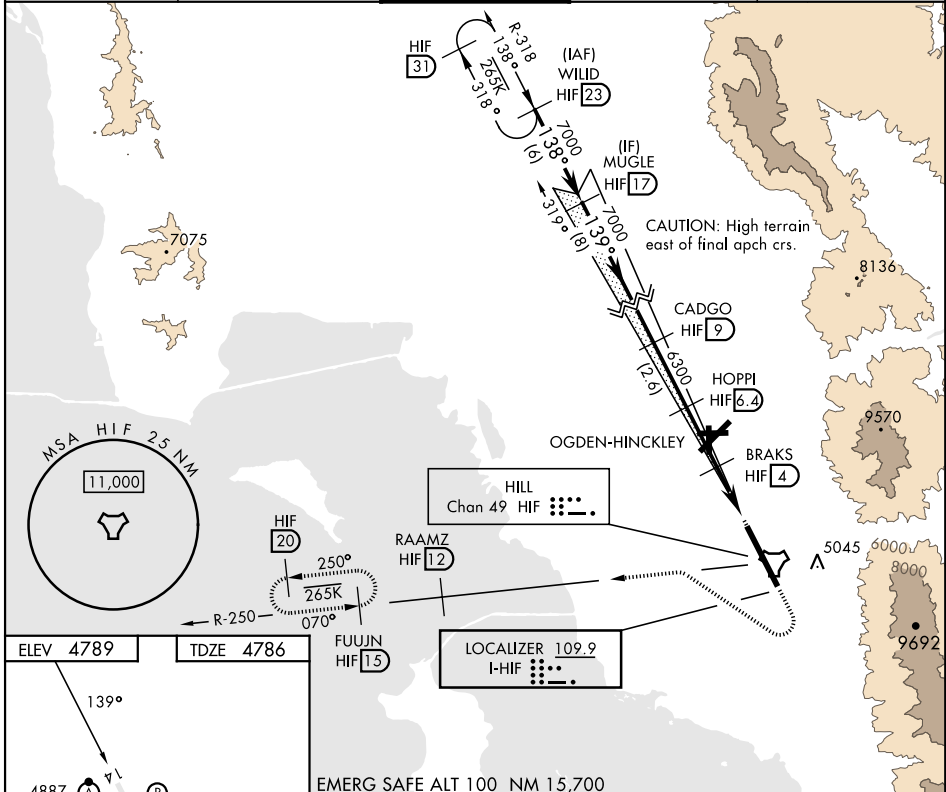 HIF
31
R-318
138°
265K
318°
(IAF)
WILID
HIF 23
7000
138°
(6)
(IF)
MUGLE
HIF 17
319°
(8)
139°
7000
CAUTION: High terrain
east of final apch crs.
7075
8136
CADGO
HIF 9
6300
(2.6)
HOPPI
HIF 6.4
9570
OGDEN-HINCKLEY
BRAKS
HIF 4
MSA HIF 25 NM
11,000
HILL
Chan 49 HIF
HIF
20
RAAMZ
HIF 12
5045
6000
8000
250°
265K
070°
R-250
FUUJN
HIF 15
9692
LOCALIZER 109.9
I-HIF
ELEV 4789
TDZE 4786
139°
14
4887
A
EMERG SAFE ALT 100 NM 15,700